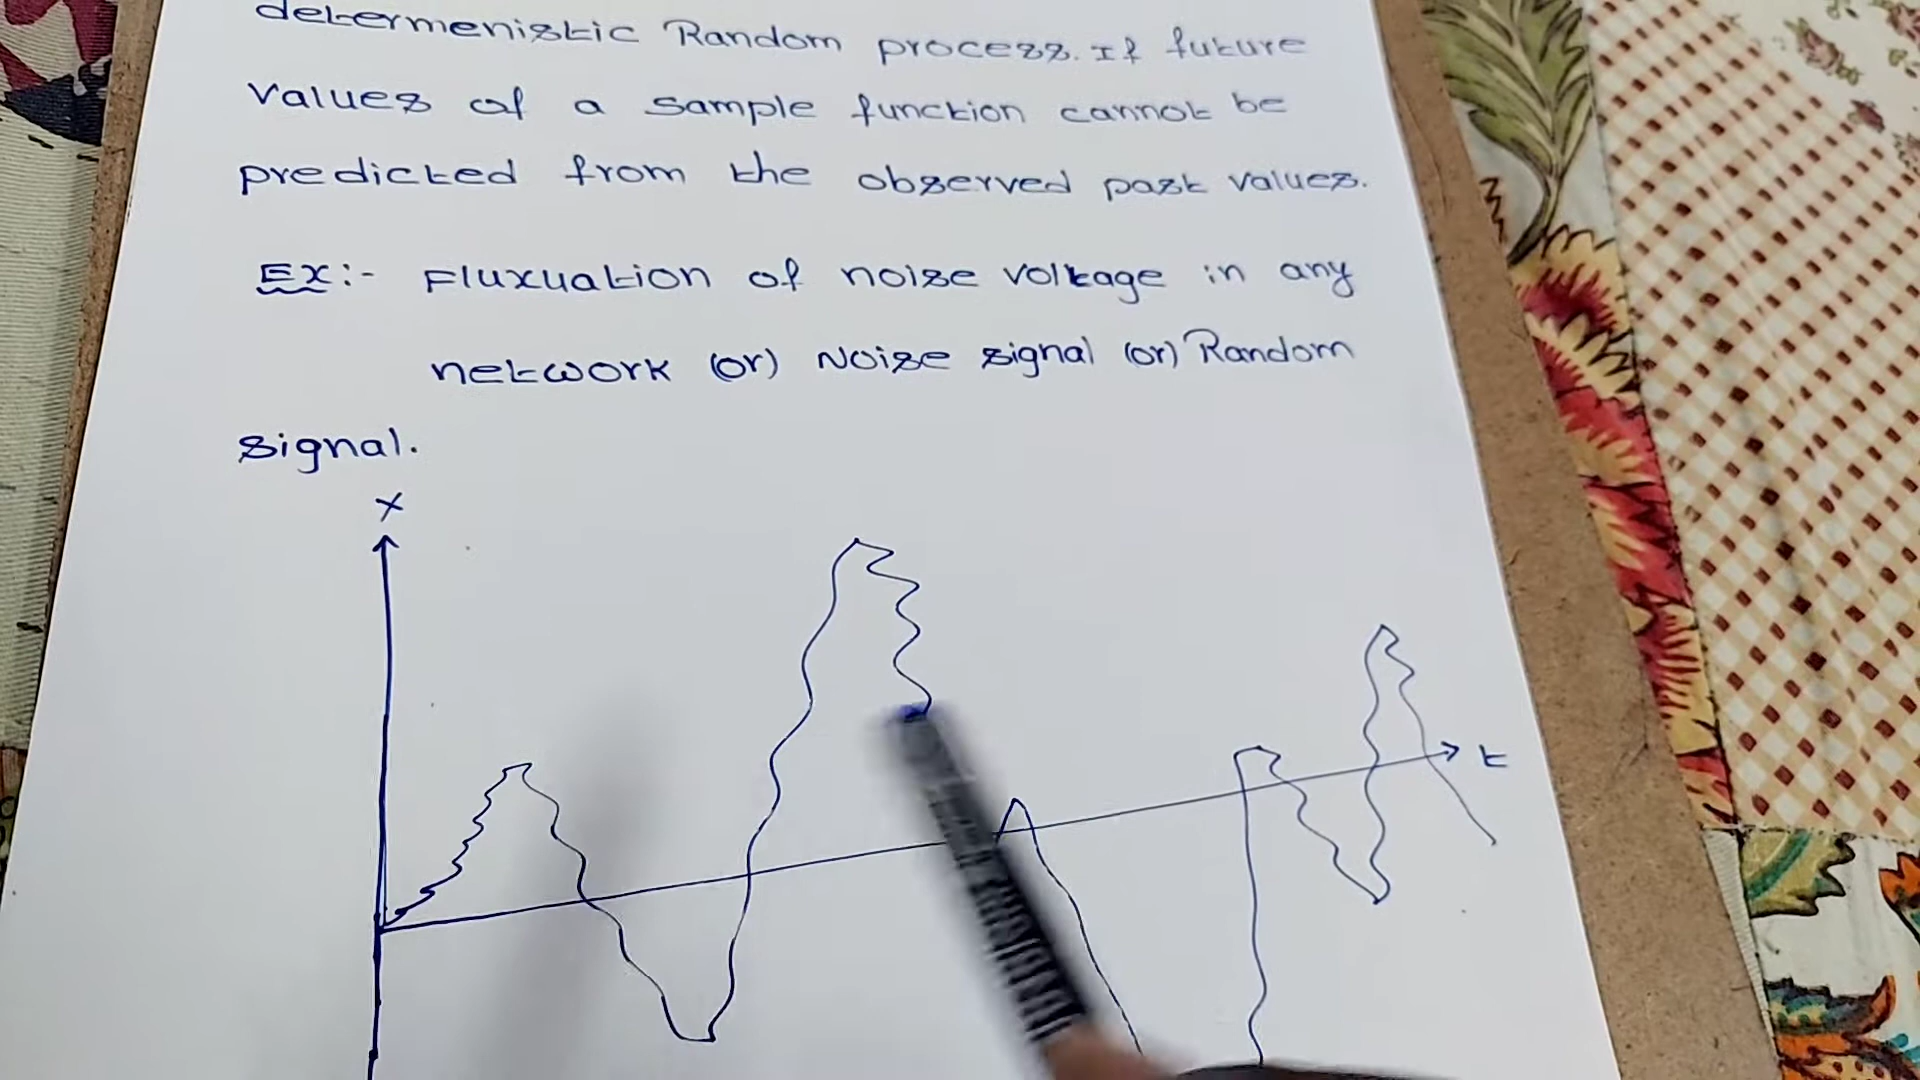 determenistic Random process. If future
values of a sample function cannot be
predicted from the observed past values.
Ex:- Fluxuation of noise voltage in any
network (or) Noise signal (or) Random
signal.
X
t